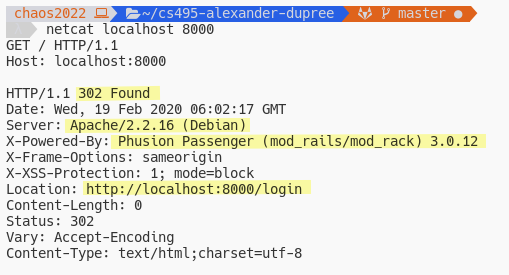 chaos2022 ~/cs495-alexander-dupree master
netcat localhost 8000
GET / HTTP/1.1
Host: localhost:8000
HTTP/1.1 302 Found
Date: Wed, 19 Feb 2020 06:02:17 GMT
Server: Apache/2.2.16 (Debian)
X-Powered-By: Phusion Passenger (mod_rails/mod_rack) 3.0.12
X-Frame-Options: sameorigin
X-XSS-Protection: 1; mode=block
Location: http://localhost:8000/login
Content-Length: 0
Status: 302
Vary: Accept-Encoding
Content-Type: text/html;charset=utf-8